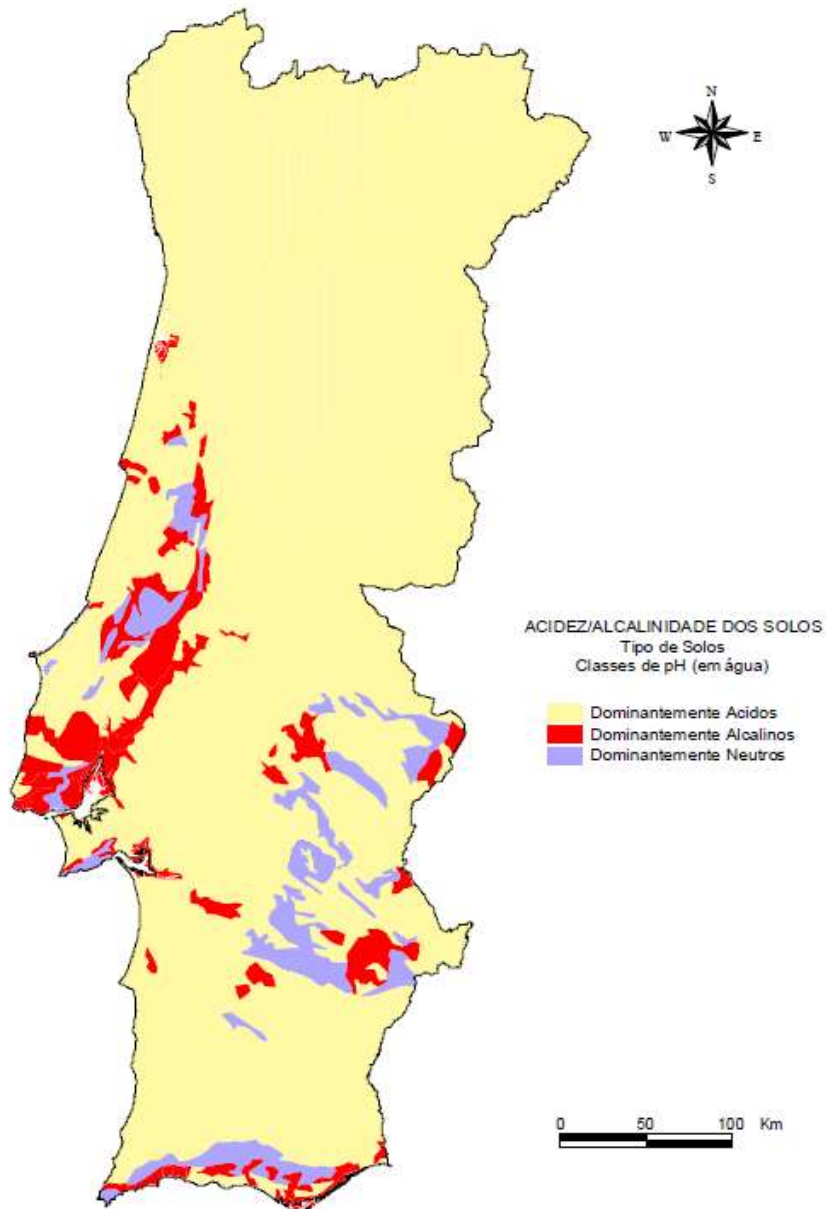 N
W E
S
ACIDEZ/ALCALINIDADE DOS SOLOS
Tipo de Solos
Classes de pH (em água)
Dominantemente Acidos
Dominantemente Alcalinos
Dominantemente Neutros
0 50 100 Km